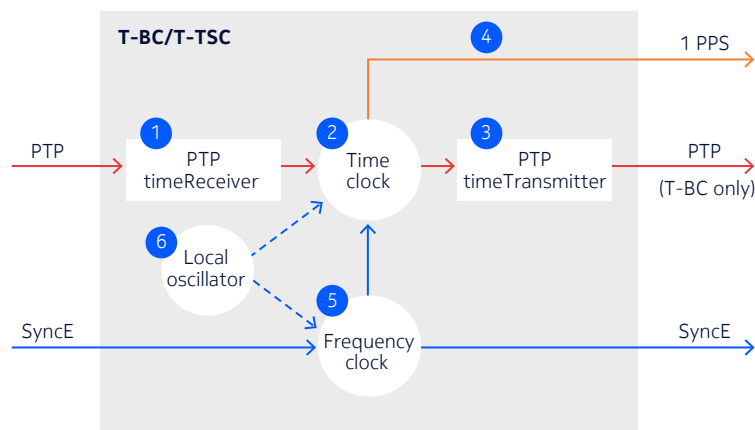 T-BC/T-TSC
4
1 PPS
1
2
3
PTP
PTP
timeReceiver
Time
clock
PTP
timeTransmitter
PTP
(T-BC only)
6
Local
oscillator
5
SyncE
Frequency
clock
SyncE